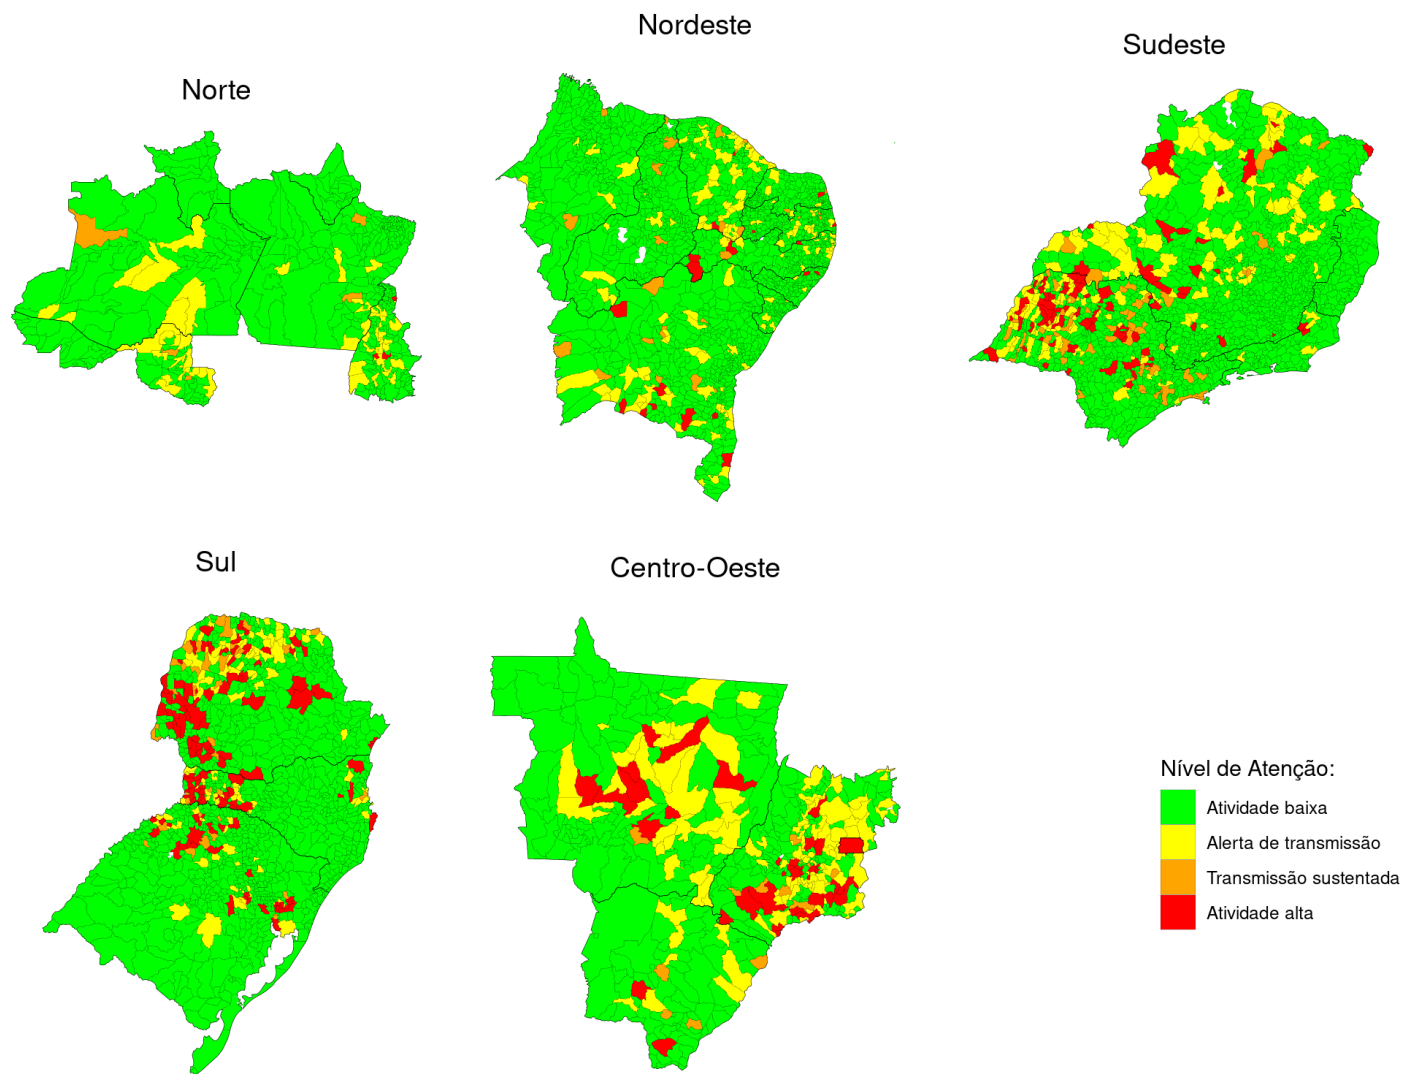 Nordeste
Sudeste
Norte
Sul
Centro-Oeste
Nível de Atenção:
Atividade baixa
Alerta de transmissão
Transmissão sustentada
Atividade alta